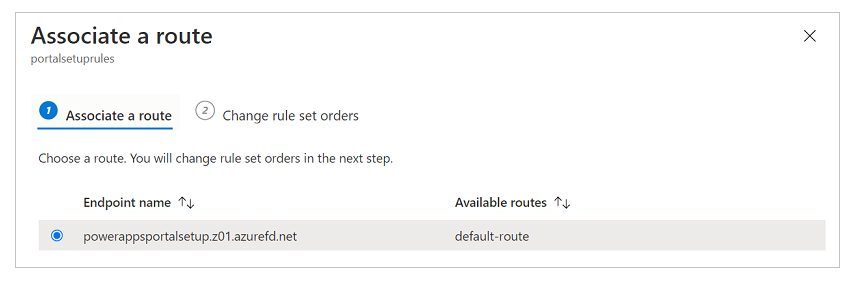 Associate a route
portalsetuprules
1 Associate a route 2 Change rule set orders
Choose a route. You will change rule set orders in the next step.
Endpoint name Available routes
powerappsportalsetup.z01.azurefd.net default-route